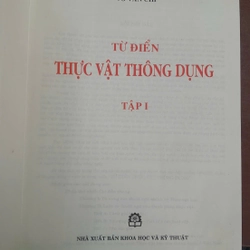 TỪ ĐIỂN
THỰC VẬT THÔNG DỤNG
TẬP I
NHÀ XUẤT BẢN KHOA HỌC VÀ KỸ THUẬT